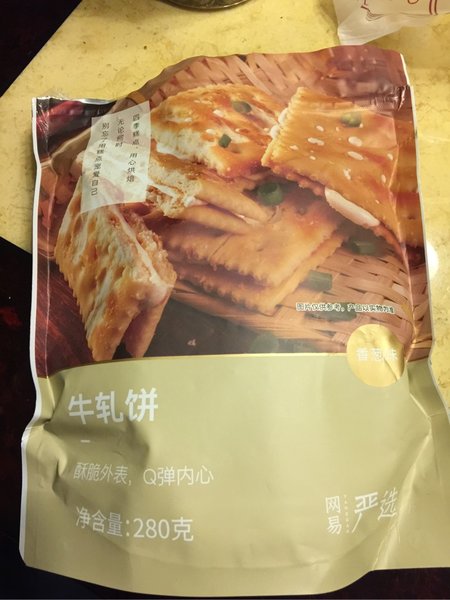 四季糕点，用心烘焙
无论何时
别忘了用糕点宠爱自己
图片仅供参考，产品以实物为准
香葱味
牛轧饼
酥脆外表，Q弹内心
净含量：280克
网易
严选